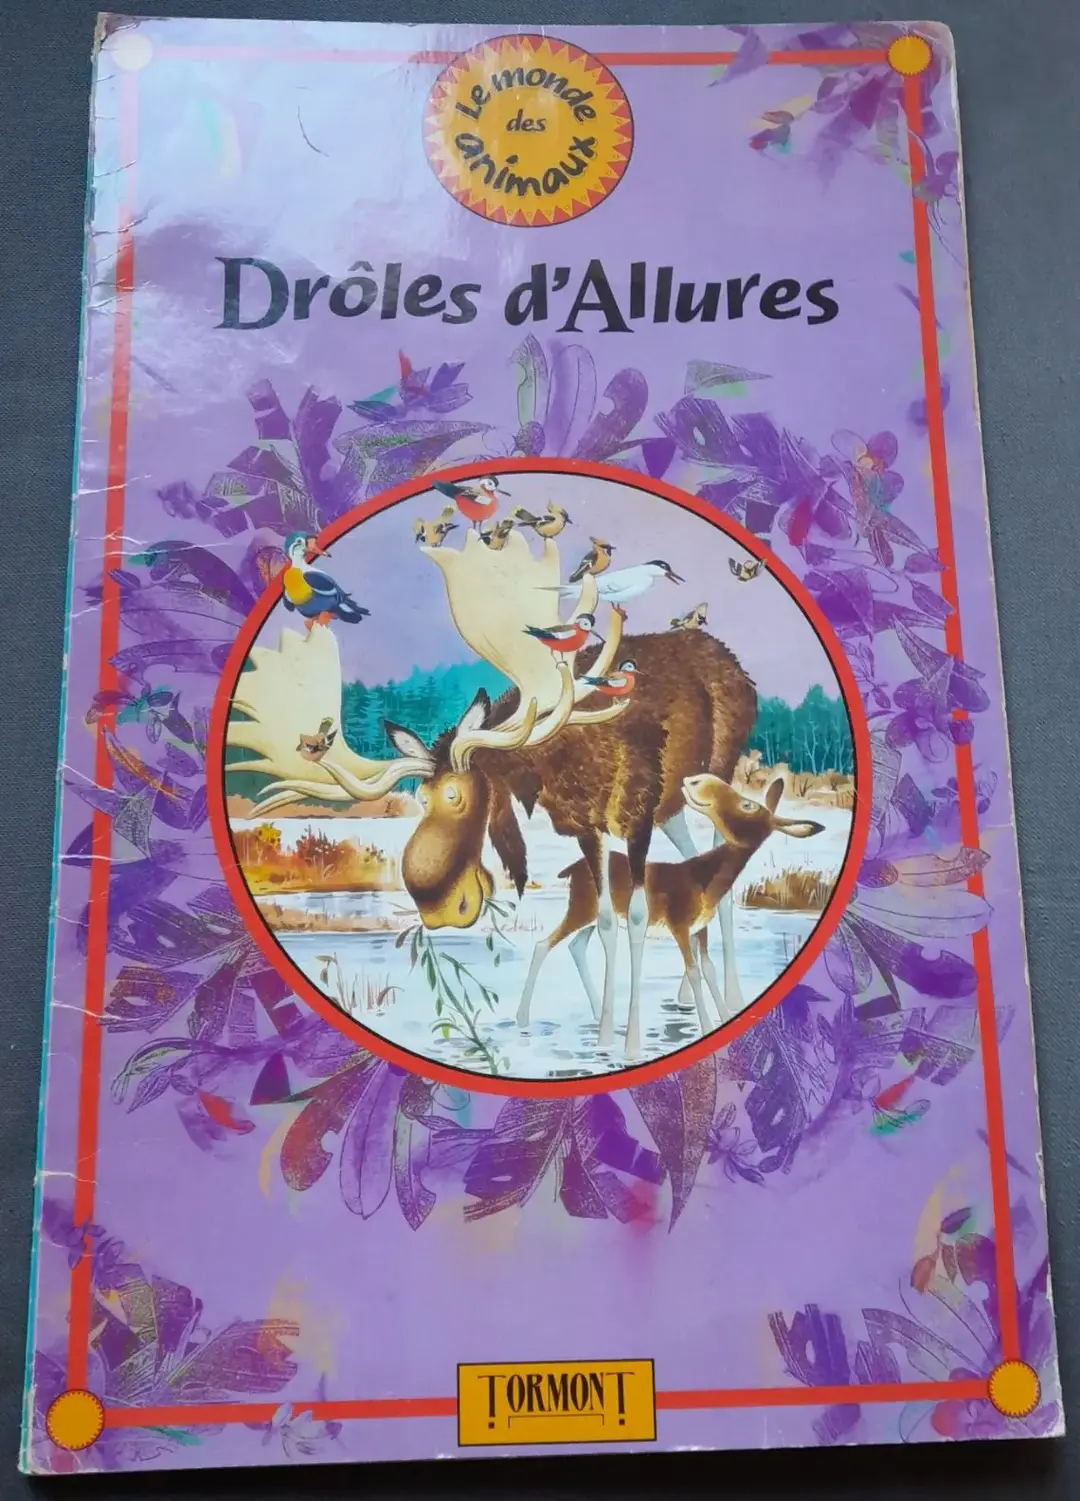 Le monde
des
animaux
Drôles d'Allures
TORMONT